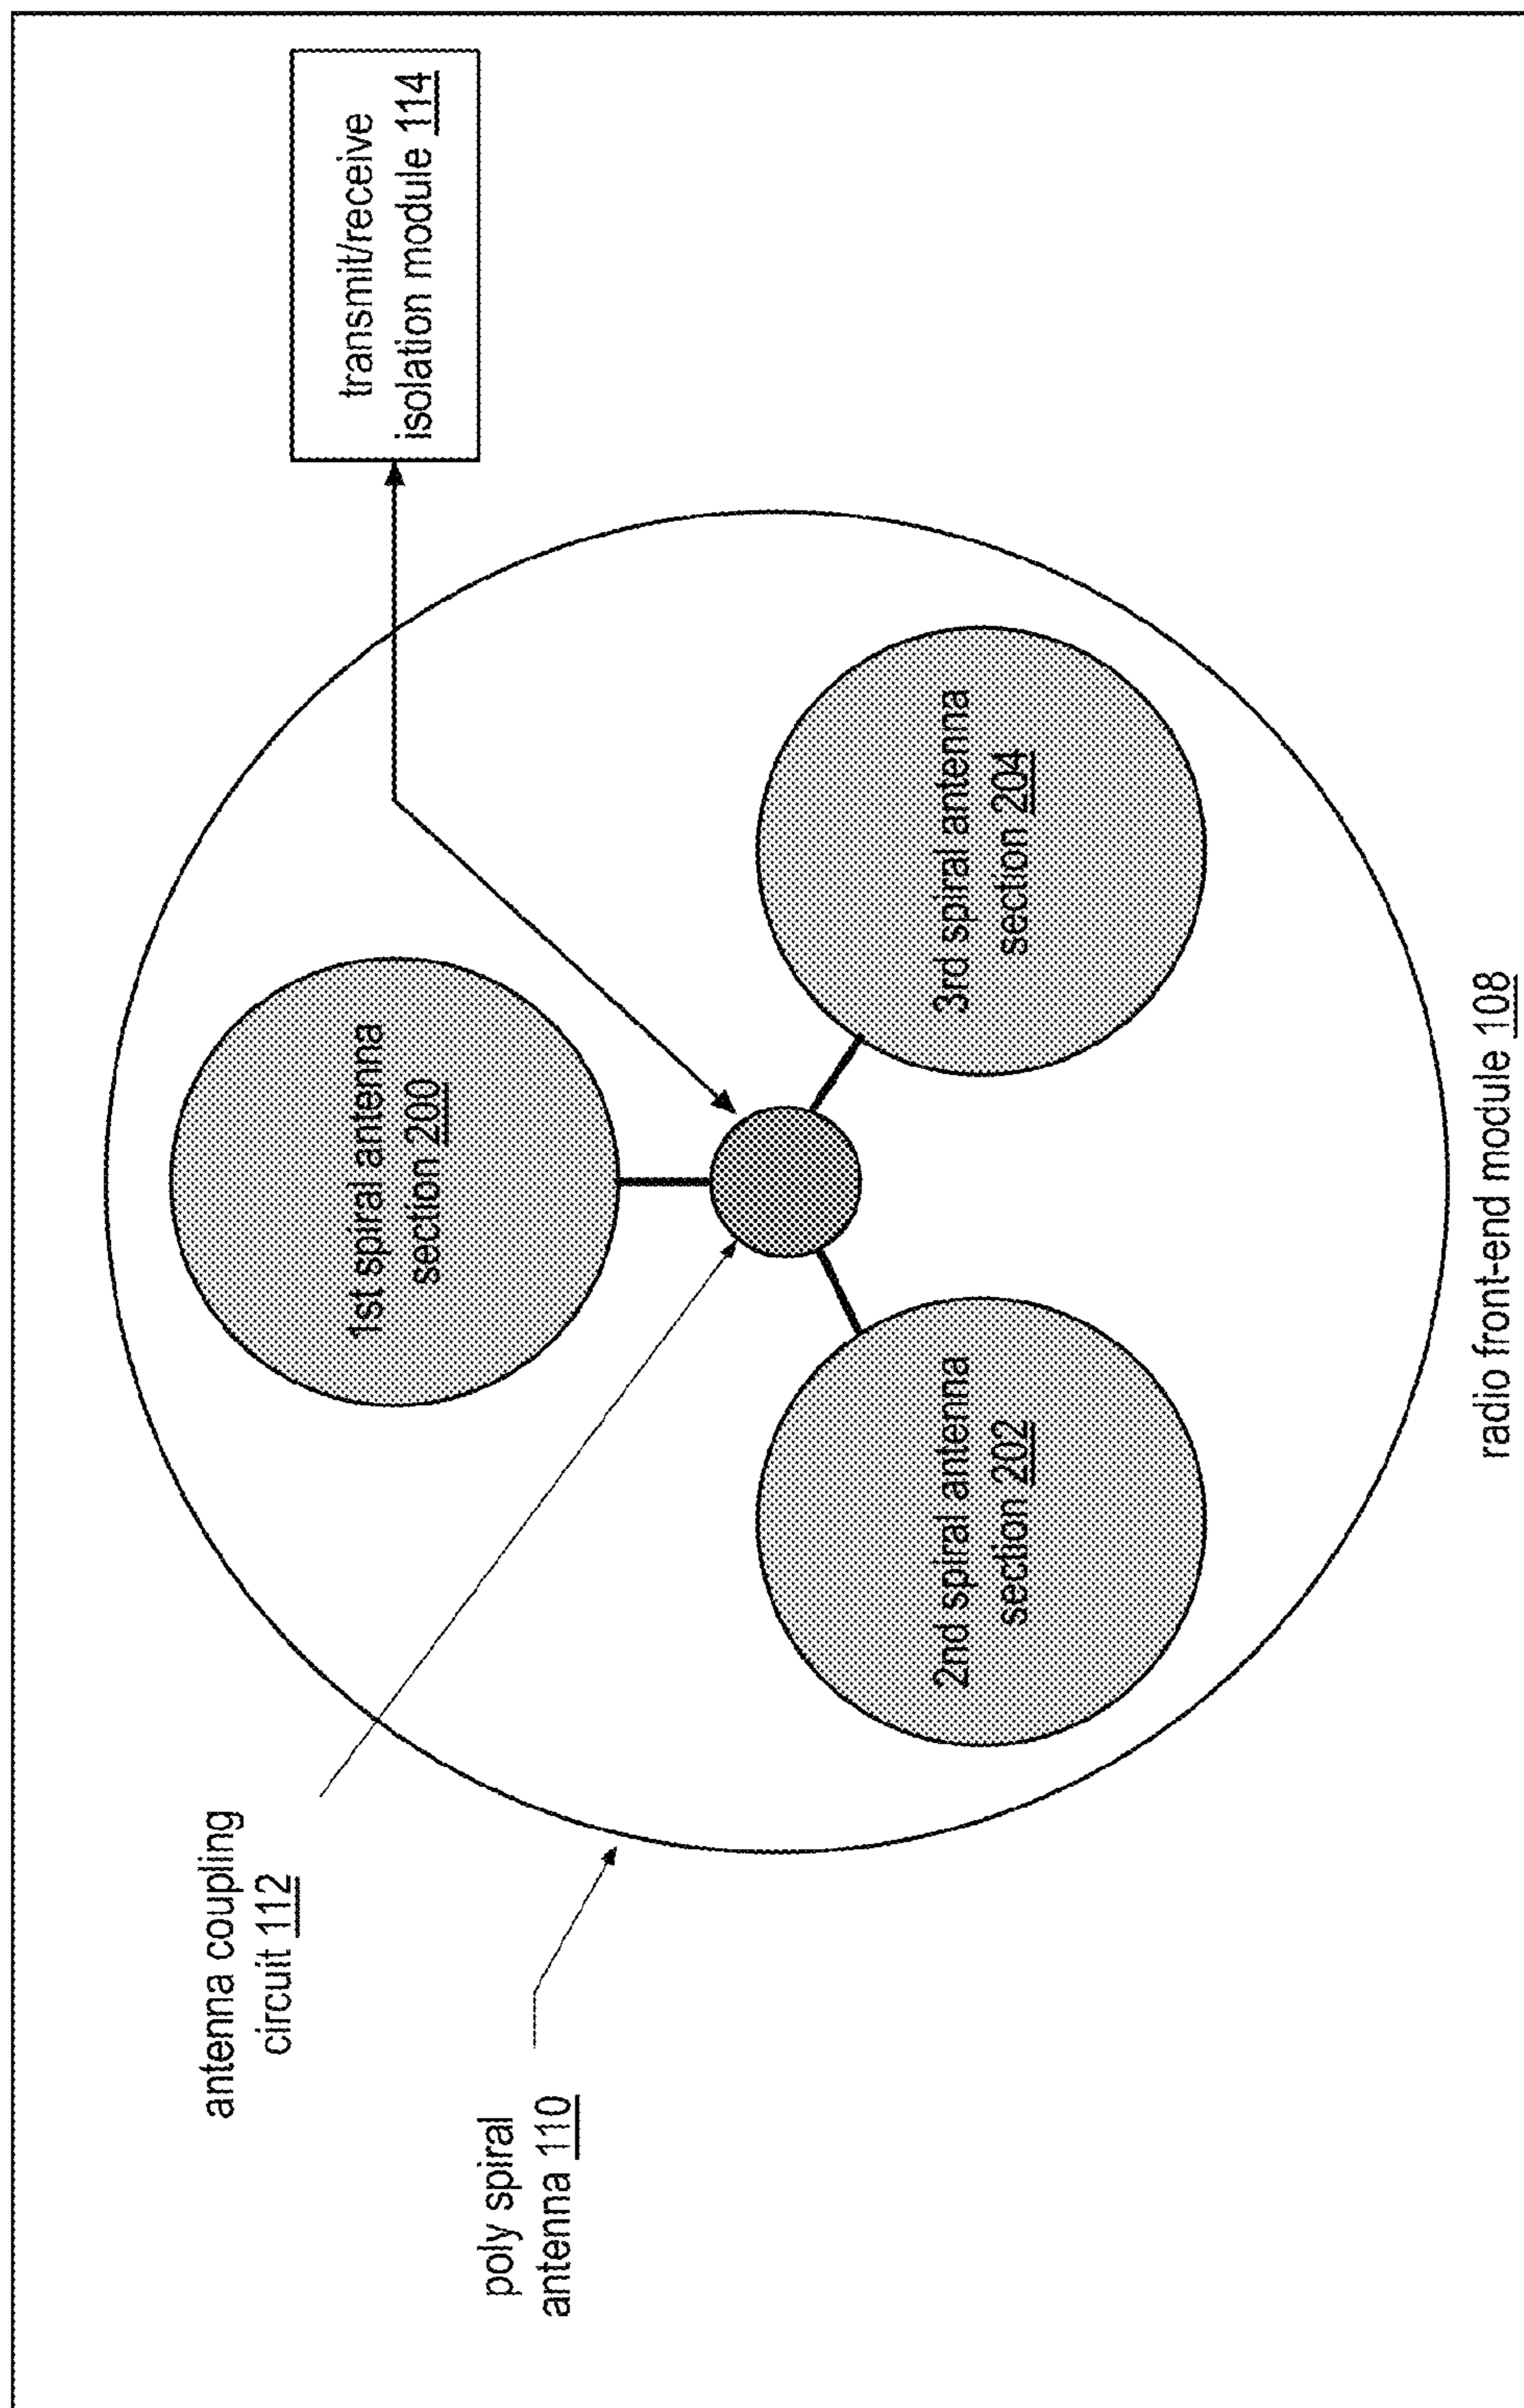 antenna coupling
circuit 112
poly spiral
antenna 110
transmit/receive
isolation module 114
1st spiral antenna
section 200
2nd spiral antenna
section 202
3rd spiral antenna
section 204
radio front-end module 108